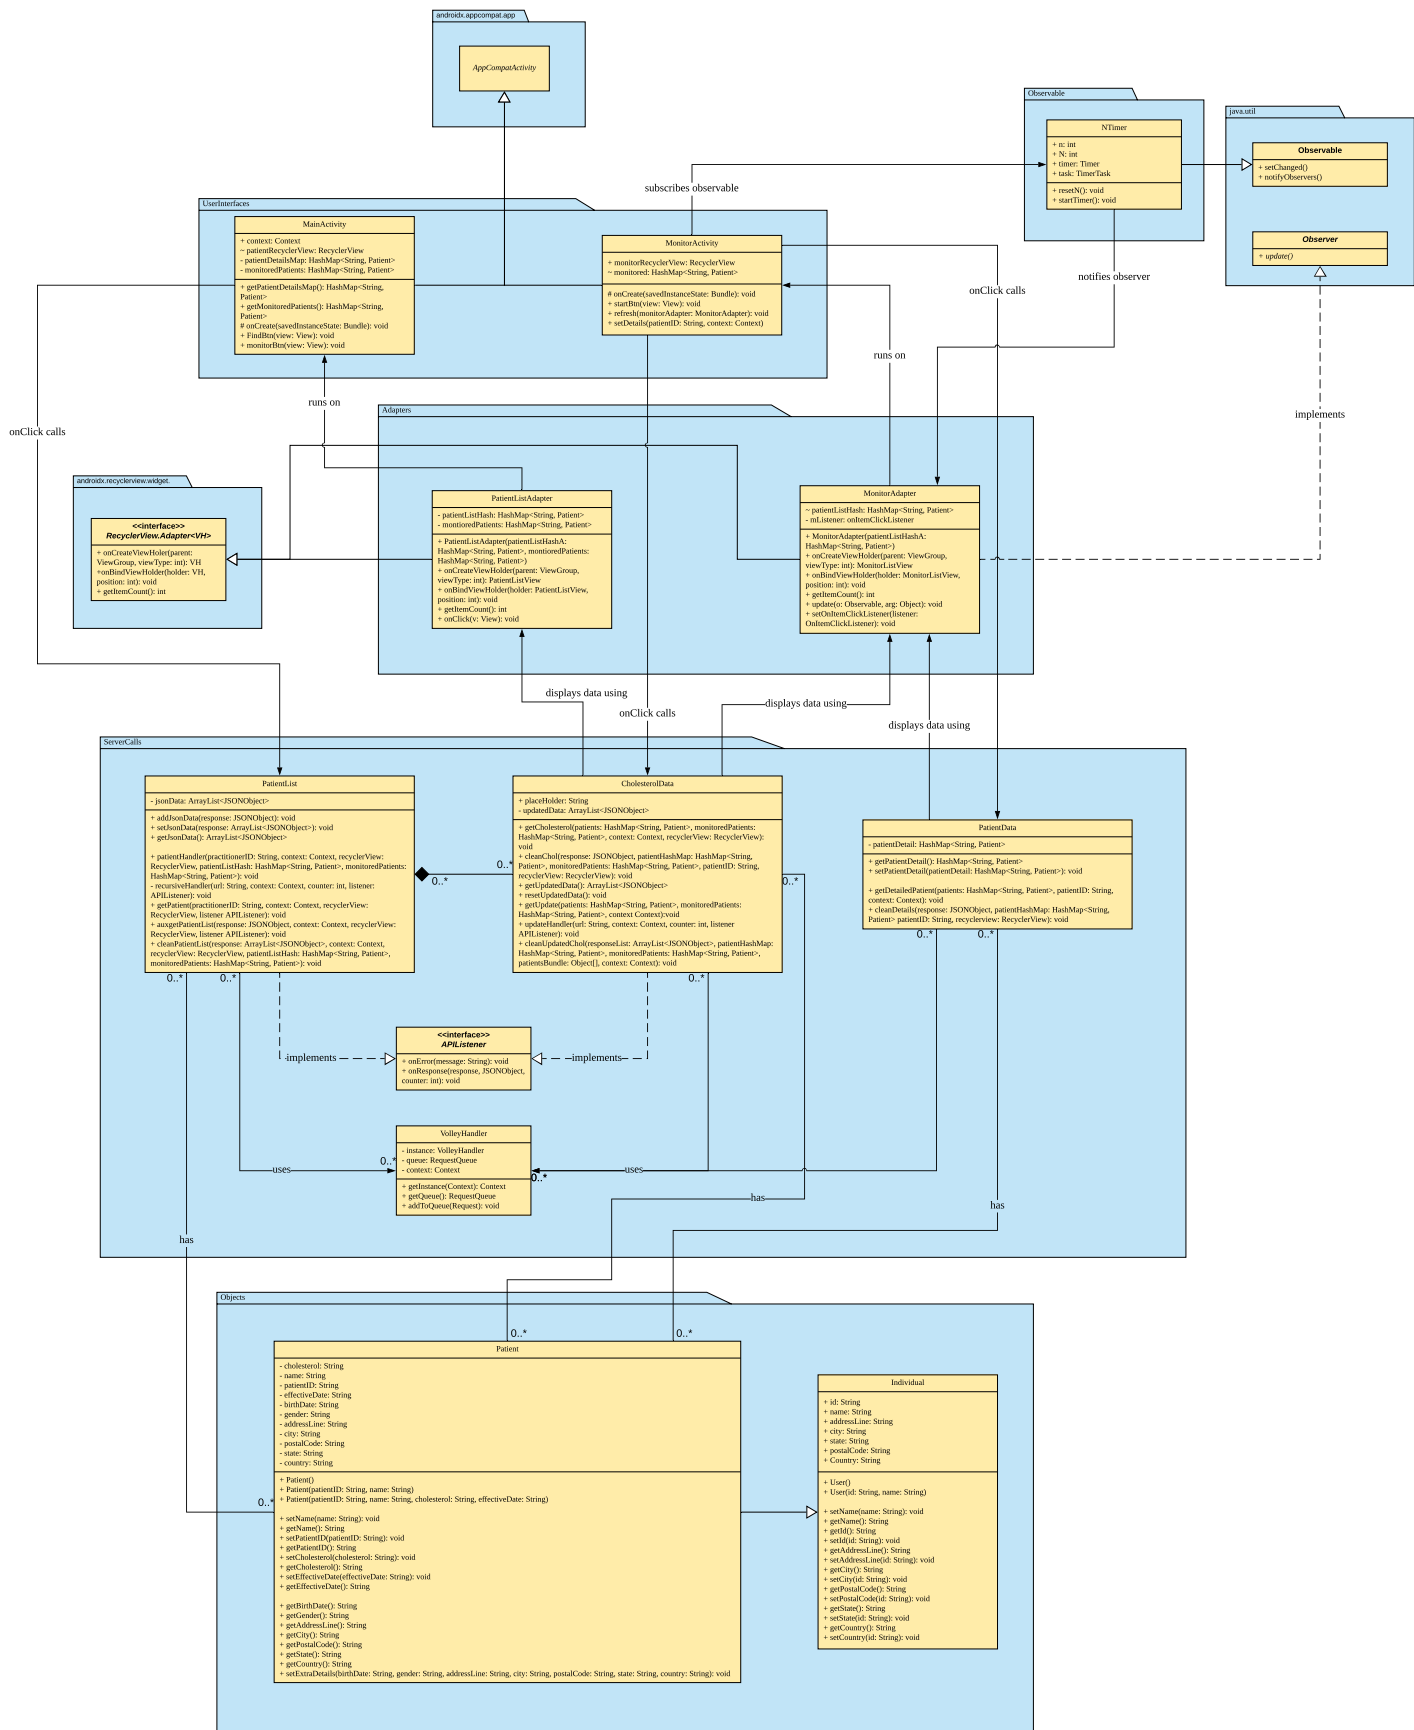 androidx.appcompat.app
AppCompatActivity
Observable
NTimer
+ n: int
+ N: int
+ timer: Timer
+ task: TimerTask
+ resetN(): void
+ startTimer(): void
java.util
Observable
+ setChanged()
+ notifyObservers()
Observer
+ update()
subscribes observable
notifies observer
onClick calls
implements
UserInterfaces
MainActivity
+ context: Context
~ patientRecyclerView: RecyclerView
- patientDetailsMap: HashMap<String, Patient>
- monitoredPatients: HashMap<String, Patient>
+ getPatientDetailsMap(): HashMap<String,
Patient>
+ getMonitoredPatients(): HashMap<String,
Patient>
# onCreate(savedInstanceState: Bundle): void
+ FindBtn(view: View): void
+ monitorBtn(view: View): void
MonitorActivity
+ monitorRecyclerView: RecyclerView
~ monitored: HashMap<String, Patient>
# onCreate(savedInstanceState: Bundle): void
+ startBtn(view: View): void
+ refresh(monitorAdapter: MonitorAdapter): void
+ setDetails(patientID: String, context: Context)
runs on
runs on
onClick calls
Adapters
androidx.recyclerview.widget.
<<interface>>
RecyclerView.Adapter<VH>
+ onCreateViewHoler(parent:
ViewGroup, viewType: int): VH
+onBindViewHolder(holder: VH,
position: int): void
+ getItemCount(): int
PatientListAdapter
- patientListHash: HashMap<String, Patient>
- montioredPatients: HashMap<String, Patient>
+ PatientListAdapter(patientListHashA:
HashMap<String, Patient>, montioredPatients:
HashMap<String, Patient>)
+ onCreateViewHolder(parent: ViewGroup,
viewType: int): PatientListView
+ onBindViewHolder(holder: PatientListView,
position: int): void
+ getItemCount(): int
+ onClick(v: View): void
MonitorAdapter
~ patientListHash: HashMap<String, Patient>
- mListener: onItemClickListener
+ MonitorAdapter(patientListHashA:
HashMap<String, Patient>)
+ onCreateViewHolder(parent: ViewGroup,
viewType: int): MonitorListView
+ onBindViewHolder(holder: MonitorListView,
position: int): void
+ getItemCount(): int
+ update(o: Observable, arg: Object): void
+ setOnItemClickListener(listener:
OnItemClickListener): void
displays data using
onClick calls
displays data using
displays data using
ServerCalls
PatientList
- jsonData: ArrayList<JSONObject>
+ addJsonData(response: JSONObject): void
+ setJsonData(response: ArrayList<JSONObject>): void
+ getJsonData(): ArrayList<JSONObject>
+ patientHandler(practitionerID: String, context: Context, recyclerView:
RecyclerView, patientListHash: HashMap<String, Patient>, monitoredPatients:
HashMap<String, Patient>): void
- recursiveHandler(url: String, context: Context, counter: int, listener:
APIListener): void
+ getPatient(practitionerID: String, context: Context, recyclerView:
RecyclerView, listener APIListener): void
+ auxgetPatientList(response: JSONObject, context: Context, recyclerView:
RecyclerView, listener APIListener): void
+ cleanPatientList(response: ArrayList<JSONObject>, context: Context,
recyclerView: RecyclerView, patientListHash: HashMap<String, Patient>,
monitoredPatients: HashMap<String, Patient>): void
CholesterolData
+ placeHolder: String
- updatedData: ArrayList<JSONObject>
+ getCholesterol(patients: HashMap<String, Patient>, monitoredPatients:
HashMap<String, Patient>, context: Context, recyclerView: RecyclerView):
void
+ cleanChol(response: JSONObject, patientHashMap: HashMap<String,
Patient>, monitoredPatients: HashMap<String, Patient>, patientID: String,
recyclerView: RecyclerView): void
+ getUpdatedData(): ArrayList<JSONObject>
+ resetUpdatedData(): void
+ getUpdate(patients: HashMap<String, Patient>, monitoredPatients:
HashMap<String, Patient>, context Context):void
+ updateHandler(url: String, context: Context, counter: int, listener
APIListener): void
+ cleanUpdatedChol(responseList: ArrayList<JSONObject>, patientHashMap:
HashMap<String, Patient>, monitoredPatients: HashMap<String, Patient>,
patientsBundle: Object[], context: Context): void
PatientData
- patientDetail: HashMap<String, Patient>
+ getPatientDetail(): HashMap<String, Patient>
+ setPatientDetail(patientDetail: HashMap<String, Patient>): void
+ getDetailedPatient(patients: HashMap<String, Patient>, patientID: String,
context: Context): void
+ cleanDetails(response: JSONObject, patientHashMap: HashMap<String,
Patient> patientID: String, recyclerview: RecyclerView): void
0..*
0..*
0..*
0..*
0..*
0..*
0..*
0..*
<<interface>>
APIListener
+ onError(message: String): void
+ onResponse(response, JSONObject,
counter: int): void
implements
implements
VolleyHandler
- instance: VolleyHandler
- queue: RequestQueue
- context: Context
+ getInstance(Context): Context
+ getQueue(): RequestQueue
+ addToQueue(Request): void
uses
0..*
uses
0..*
has
has
has
Objects
0..*
0..*
0..*
Patient
- cholesterol: String
- name: String
- patientID: String
- effectiveDate: String
- birthDate: String
- gender: String
- addressLine: String
- city: String
- postalCode: String
- state: String
- country: String
+ Patient()
+ Patient(patientID: String, name: String)
+ Patient(patientID: String, name: String, cholesterol: String, effectiveDate: String)
+ setName(name: String): void
+ getName(): String
+ setPatientID(patientID: String): void
+ getPatientID(): String
+ setCholesterol(cholesterol: String): void
+ getCholesterol(): String
+ setEffectiveDate(effectiveDate: String): void
+ getEffectiveDate(): String
+ getBirthDate(): String
+ getGender(): String
+ getAddressLine(): String
+ getCity(): String
+ getPostalCode(): String
+ getState(): String
+ getCountry(): String
+ setExtraDetails(birthDate: String, gender: String, addressLine: String, city: String, postalCode: String, state: String, country: String): void
Individual
+ id: String
+ name: String
+ addressLine: String
+ city: String
+ state: String
+ postalCode: String
+ Country: String
+ User()
+ User(id: String, name: String)
+ setName(name: String): void
+ getName(): String
+ getId(): String
+ setId(id: String): void
+ getAddressLine(): String
+ setAddressLine(id: String): void
+ getCity(): String
+ setCity(id: String): void
+ getPostalCode(): String
+ setPostalCode(id: String): void
+ getState(): String
+ setState(id: String): void
+ getCountry(): String
+ setCountry(id: String): void